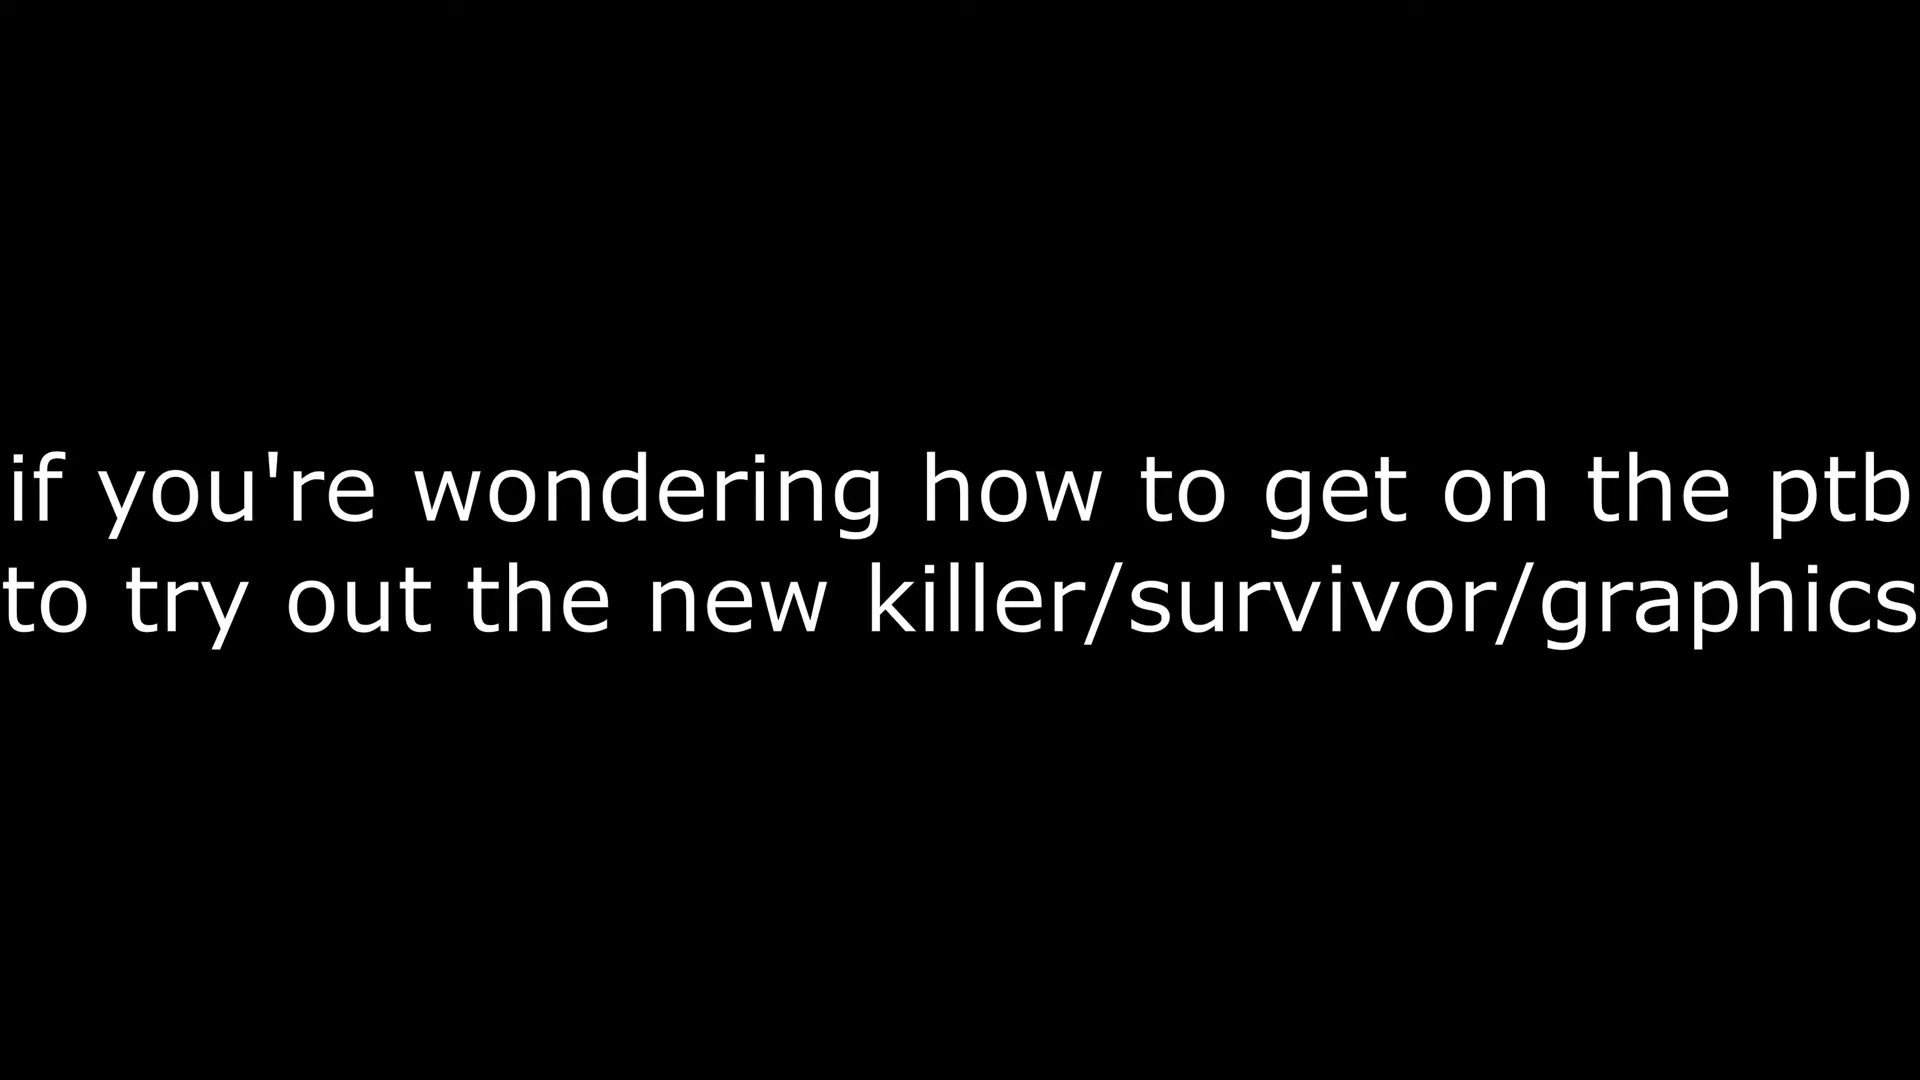 if you're wondering how to get on the ptb
to try out the new killer/survivor/graphics